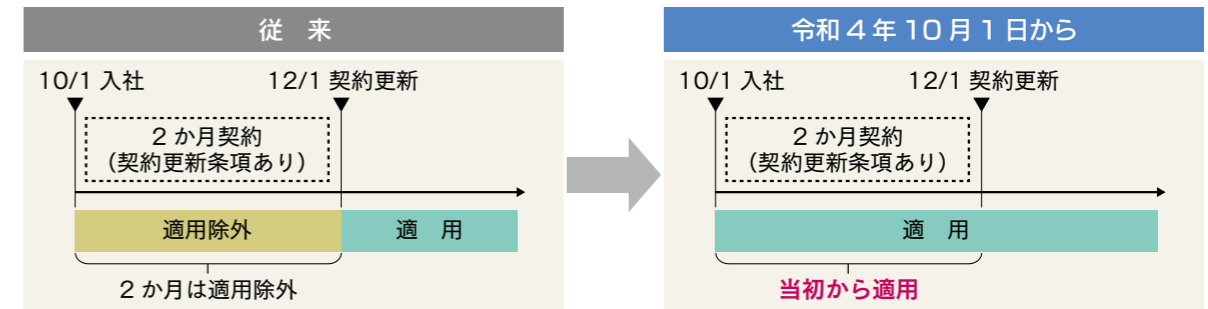 従 来
10/1 入社
12/1 契約更新
2 か月契約
(契約更新条項あり)
適用除外
適 用
2 か月は適用除外
令和 4 年 10 月 1 日から
10/1 入社
12/1 契約更新
2 か月契約
(契約更新条項あり)
適 用
当初から適用